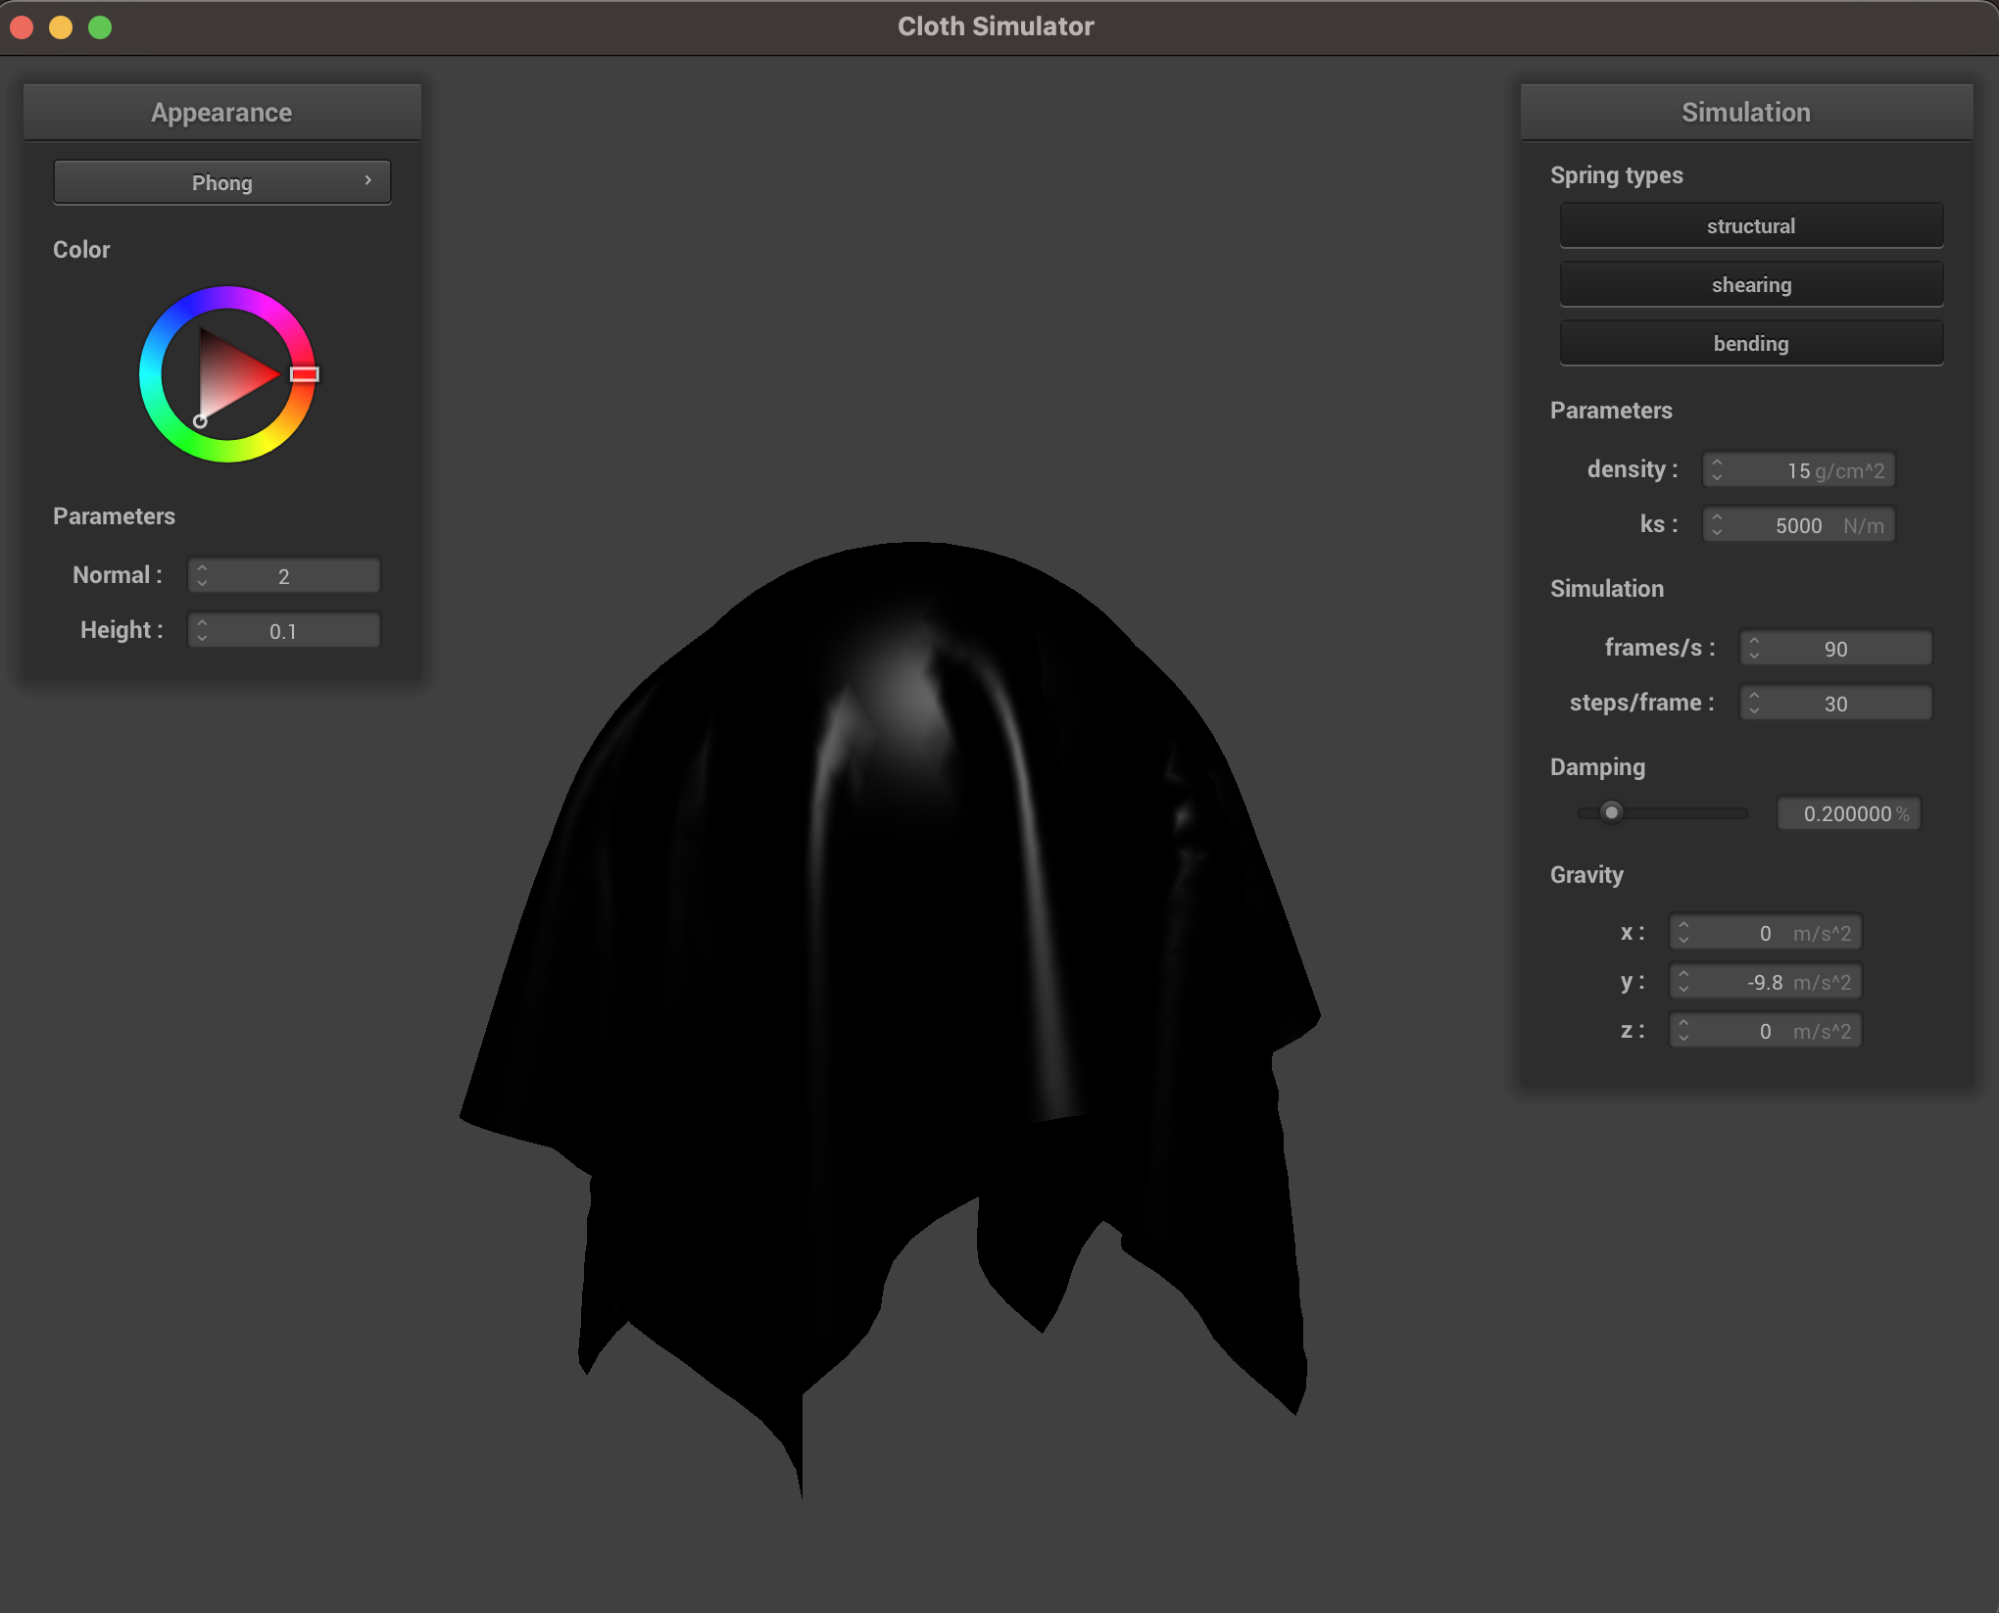 Cloth Simulator
Appearance
Phong
Color
Parameters
Normal : 2
Height : 0.1
Simulation
Spring types
structural
shearing
bending
Parameters
density : 15 g/cm^2
ks : 5000 N/m
Simulation
frames/s : 90
steps/frame : 30
Damping
0.200000 %
Gravity
x : 0 m/s^2
y : -9.8 m/s^2
z : 0 m/s^2